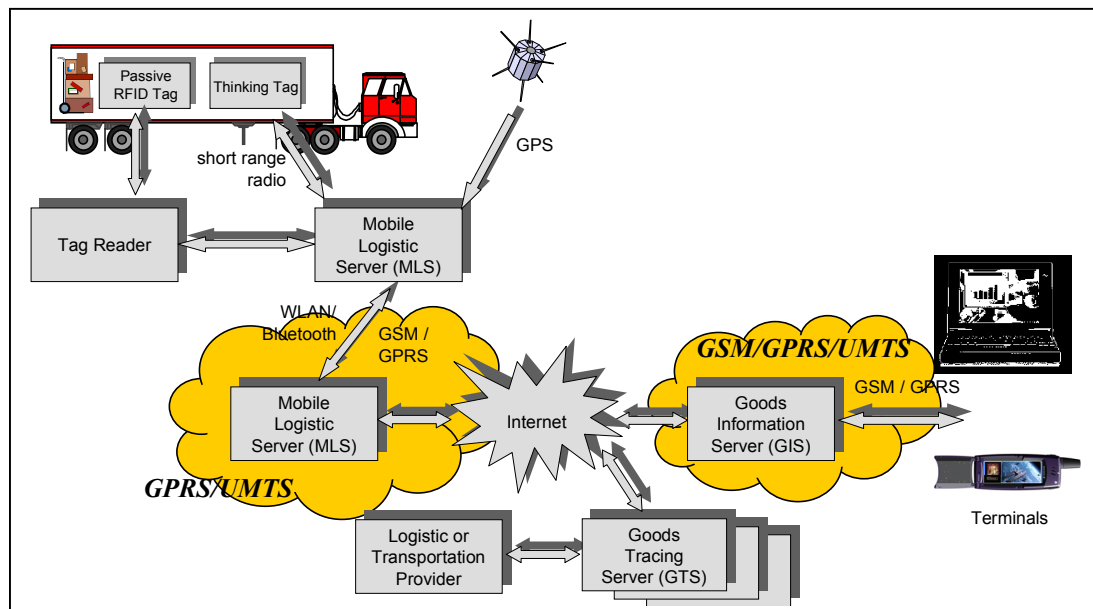 Passive
RFID Tag
Thinking Tag
GPS
short range
radio
Tag Reader
Mobile
Logistic
Server (MLS)
WLAN/
Bluetooth
GSM /
GPRS
GSM/GPRS/UMTS
GSM / GPRS
Mobile
Logistic
Server (MLS)
Internet
Goods
Information
Server (GIS)
GPRS/UMTS
Terminals
Logistic or
Transportation
Provider
Goods
Tracing
Server (GTS)